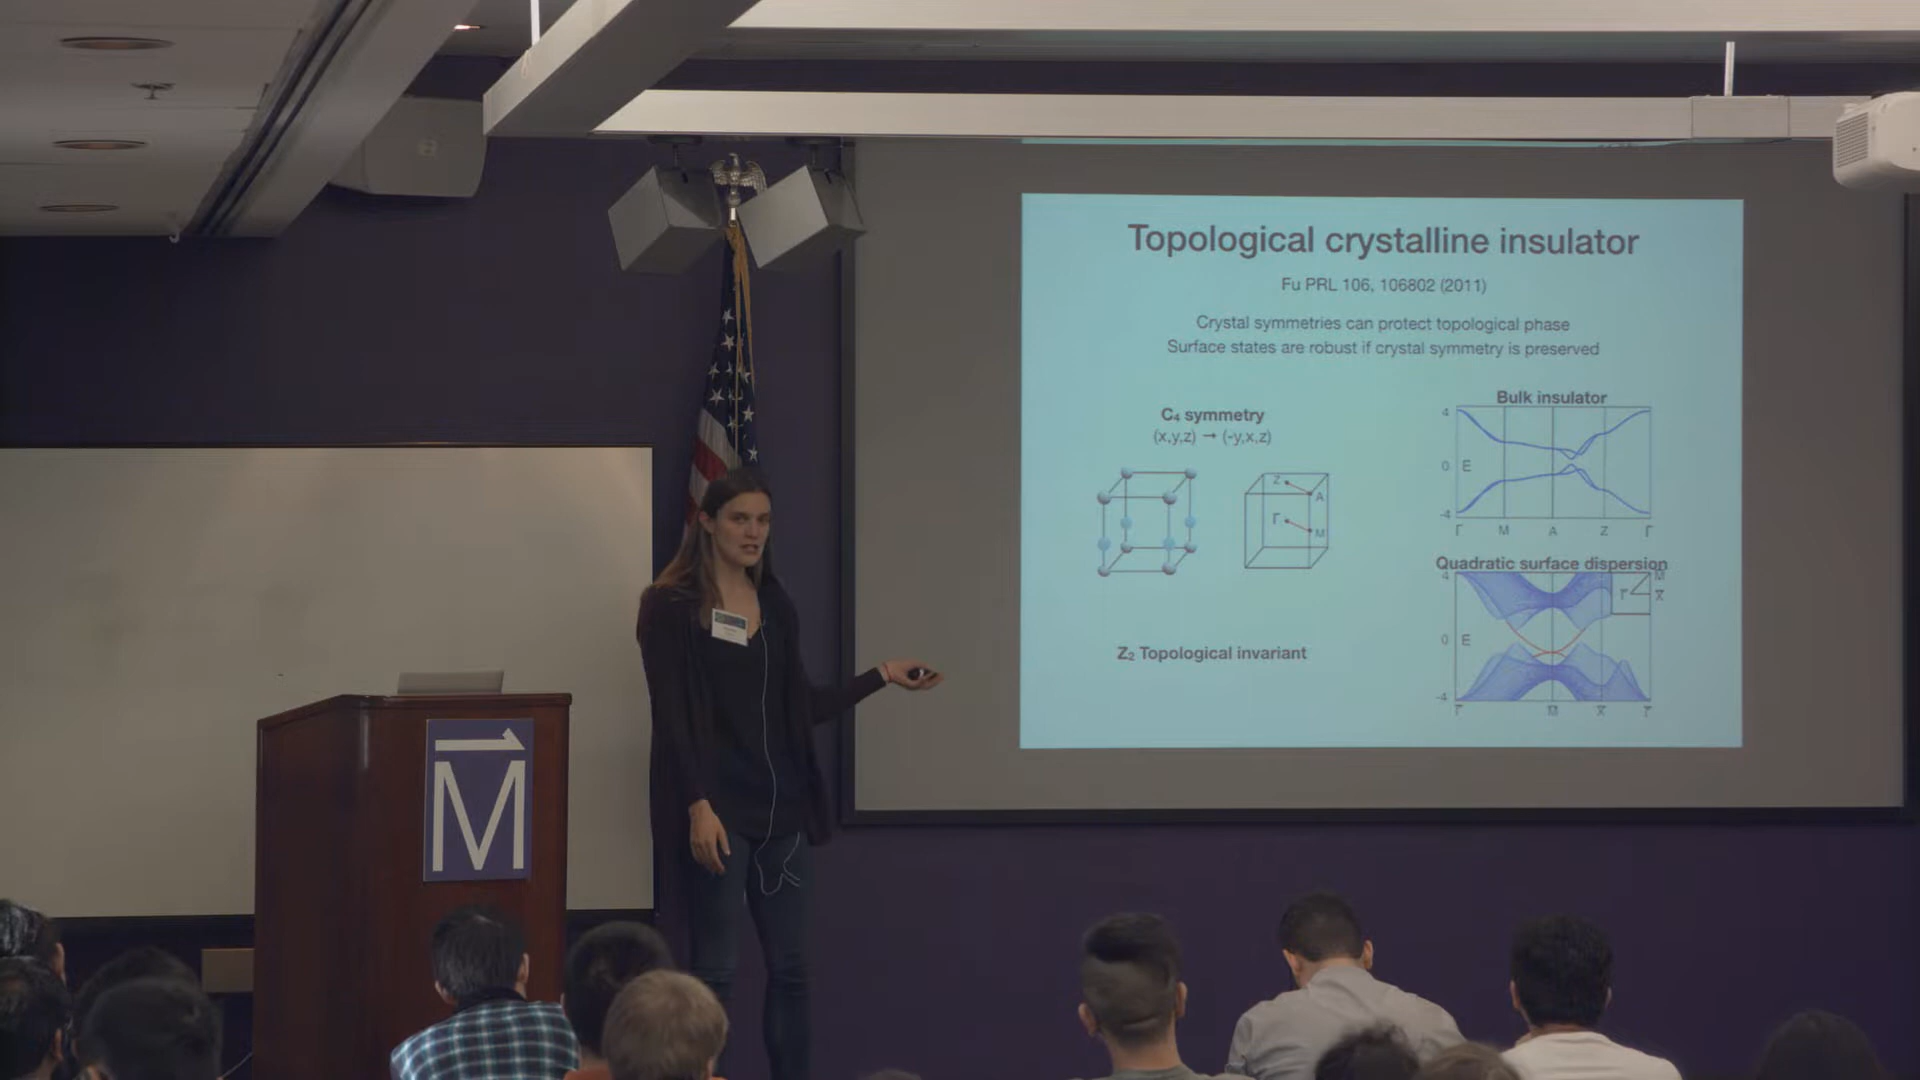 Topological crystalline insulator
Fu PRL 106, 106802 (2011)
Crystal symmetries can protect topological phase
Surface states are robust if crystal symmetry is preserved
C₄ symmetry
(x,y,z) → (-y,x,z)
Z
A
Γ
M
Z₂ Topological invariant
Bulk insulator
4
0 E
-4
Γ M A Z Γ
Quadratic surface dispersion
4
M̅
Γ̅ X̅
0 E
-4
Γ̅ M̅ X̅ Γ̅
M